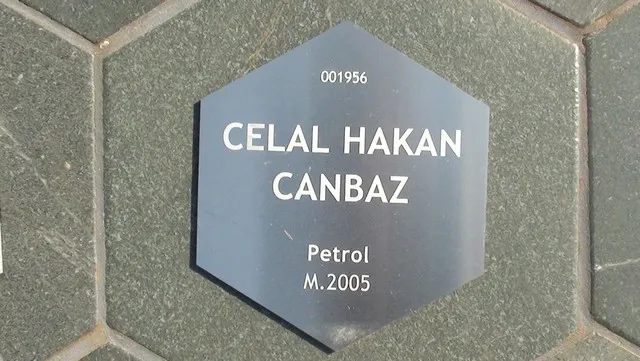 001956
CELAL HAKAN
CANBAZ
Petrol
M.2005